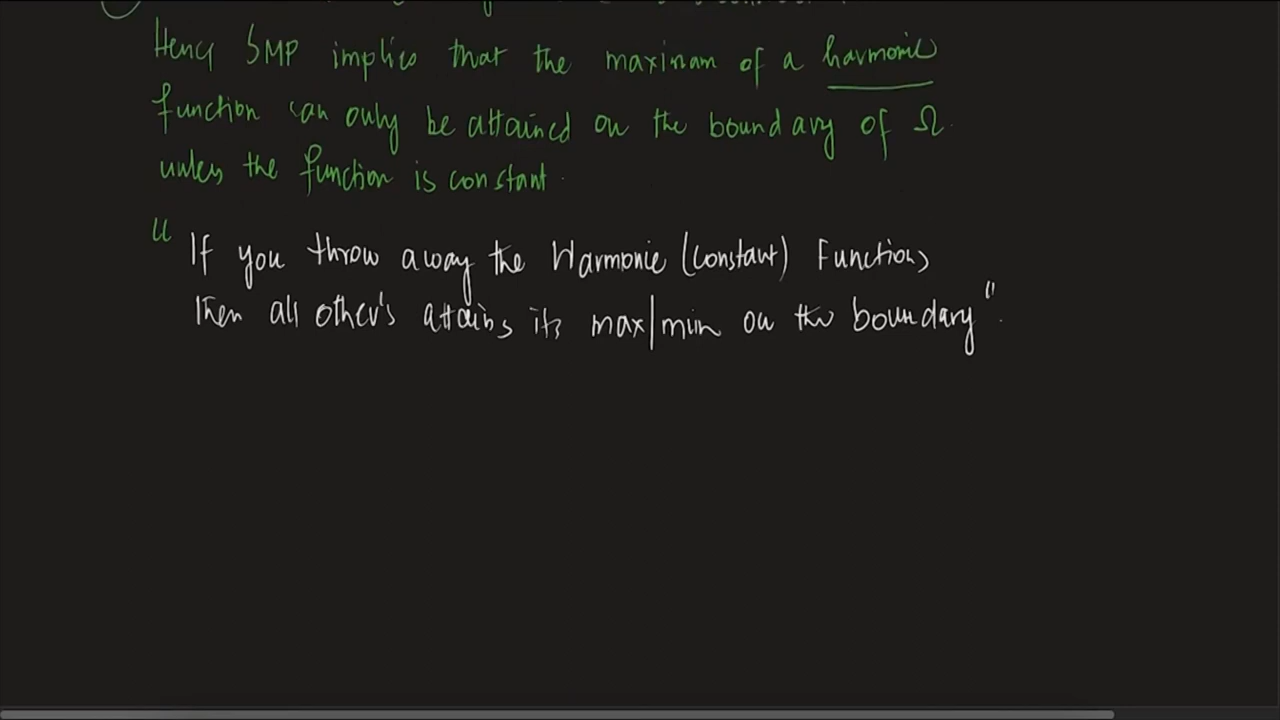 Hence SMP implies that the maximum of a harmonic
function can only be attained on the boundary of Ω.
unless the function is constant.
"If you throw away the Harmonic (constant) Functions
Then all other's attains its max/min on the boundary".